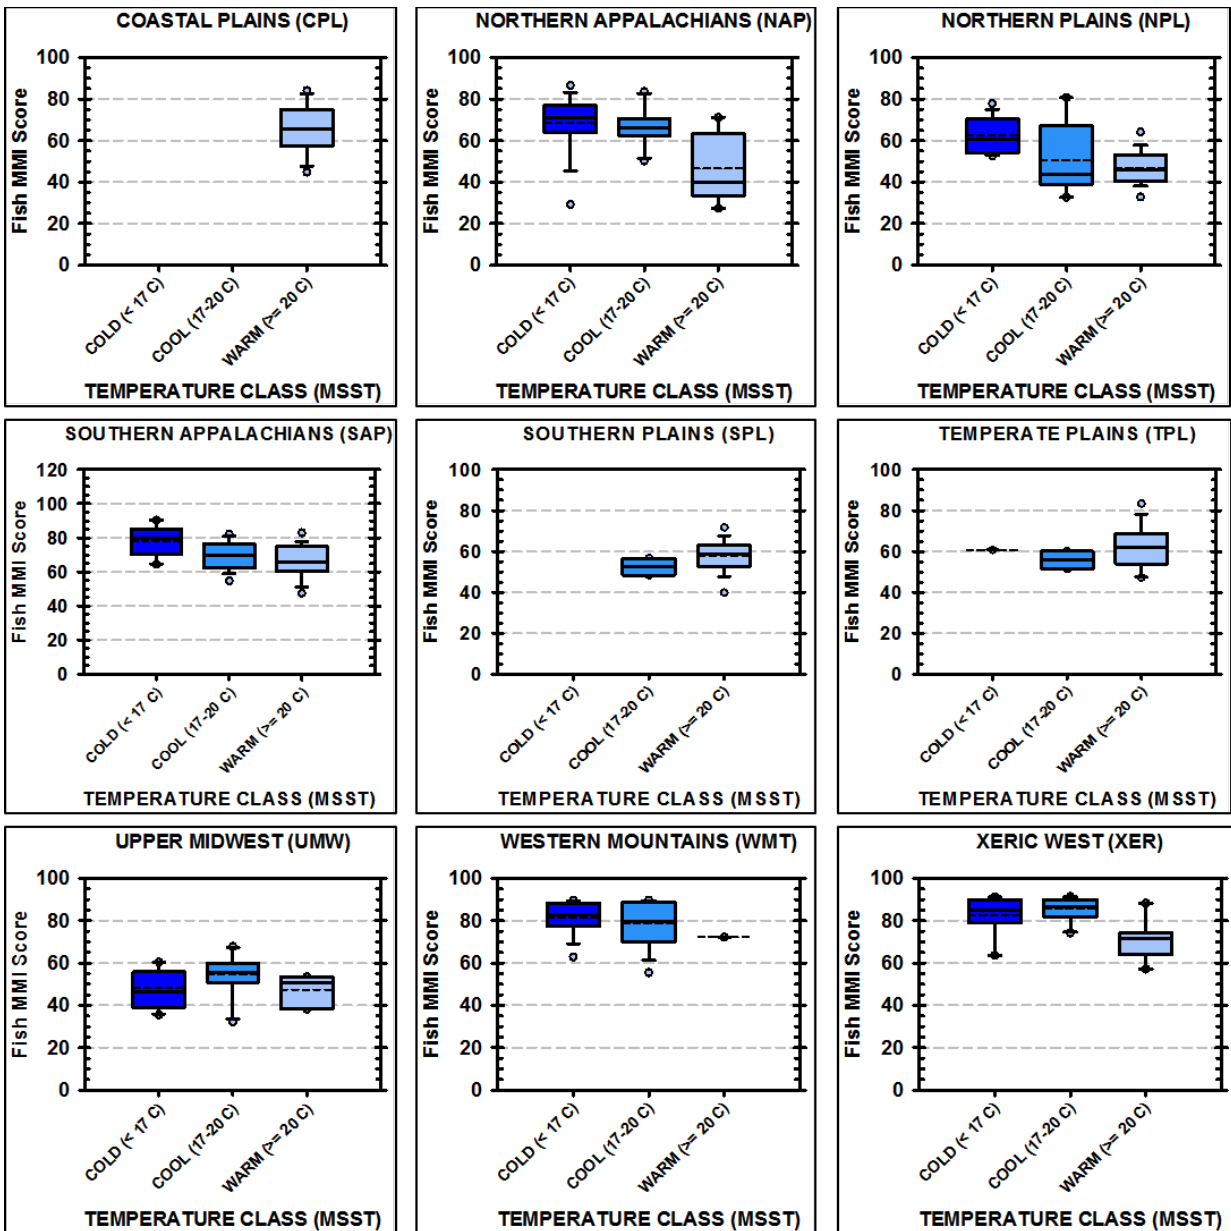 COASTAL PLAINS (CPL)
Fish MMI Score
100
80
60
40
20
0
COLD (< 17 C)
COOL (17-20 C)
WARM (>= 20 C)
TEMPERATURE CLASS (MSST)
NORTHERN APPALACHIANS (NAP)
Fish MMI Score
100
80
60
40
20
0
COLD (< 17 C)
COOL (17-20 C)
WARM (>= 20 C)
TEMPERATURE CLASS (MSST)
NORTHERN PLAINS (NPL)
Fish MMI Score
100
80
60
40
20
0
COLD (< 17 C)
COOL (17-20 C)
WARM (>= 20 C)
TEMPERATURE CLASS (MSST)
SOUTHERN APPALACHIANS (SAP)
Fish MMI Score
120
100
80
60
40
20
0
COLD (< 17 C)
COOL (17-20 C)
WARM (>= 20 C)
TEMPERATURE CLASS (MSST)
SOUTHERN PLAINS (SPL)
Fish MMI Score
100
80
60
40
20
0
COLD (< 17 C)
COOL (17-20 C)
WARM (>= 20 C)
TEMPERATURE CLASS (MSST)
TEMPERATE PLAINS (TPL)
Fish MMI Score
100
80
60
40
20
0
COLD (< 17 C)
COOL (17-20 C)
WARM (>= 20 C)
TEMPERATURE CLASS (MSST)
UPPER MIDWEST (UMW)
Fish MMI Score
100
80
60
40
20
0
COLD (< 17 C)
COOL (17-20 C)
WARM (>= 20 C)
TEMPERATURE CLASS (MSST)
WESTERN MOUNTAINS (WMT)
Fish MMI Score
100
80
60
40
20
0
COLD (< 17 C)
COOL (17-20 C)
WARM (>= 20 C)
TEMPERATURE CLASS (MSST)
XERIC WEST (XER)
Fish MMI Score
100
80
60
40
20
0
COLD (< 17 C)
COOL (17-20 C)
WARM (>= 20 C)
TEMPERATURE CLASS (MSST)